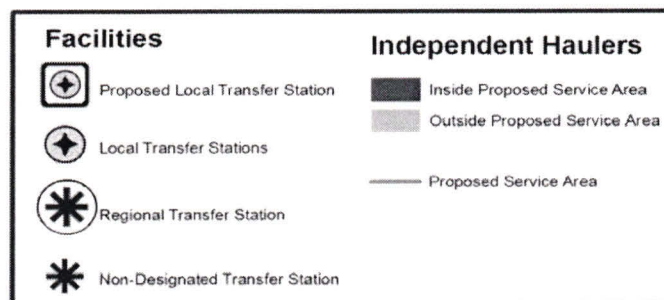 Facilities
Proposed Local Transfer Station
Local Transfer Stations
Regional Transfer Station
Non-Designated Transfer Station
Independent Haulers
Inside Proposed Service Area
Outside Proposed Service Area
Proposed Service Area